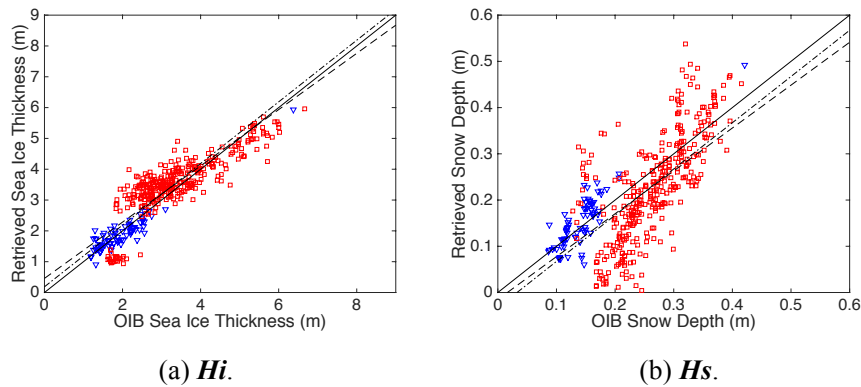 9
8
7
6
5
4
3
2
1
0
Retrieved Sea Ice Thickness (m)
0 2 4 6 8
OIB Sea Ice Thickness (m)
(a) Hi.
0.6
0.5
0.4
0.3
0.2
0.1
0
Retrieved Snow Depth (m)
0 0.1 0.2 0.3 0.4 0.5 0.6
OIB Snow Depth (m)
(b) Hs.